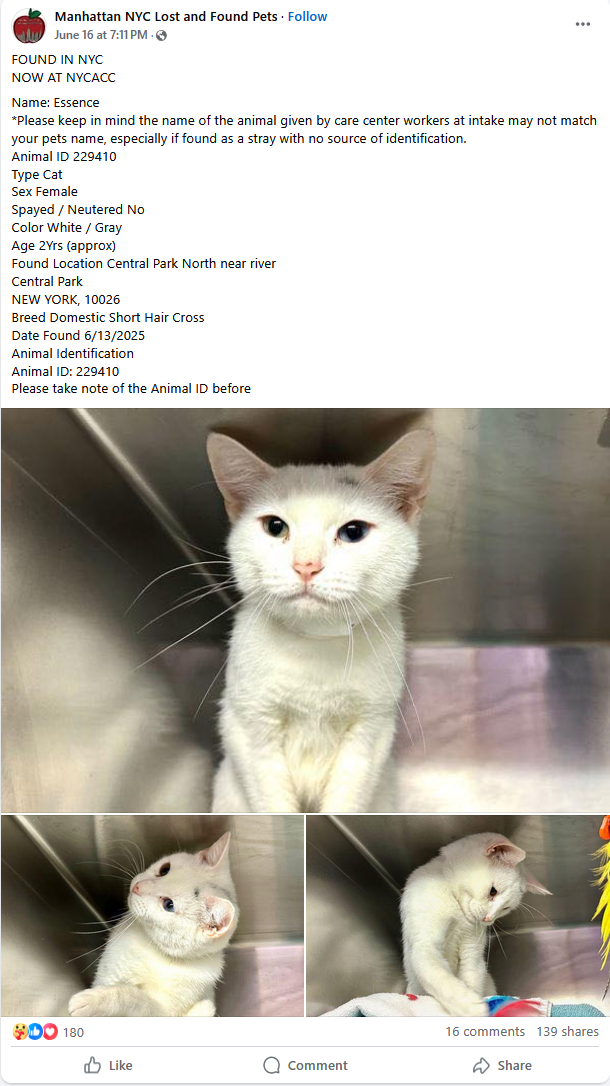 Manhattan NYC Lost and Found Pets · Follow
June 16 at 7:11 PM ·
FOUND IN NYC
NOW AT NYCACC
Name: Essence
*Please keep in mind the name of the animal given by care center workers at intake may not match
your pets name, especially if found as a stray with no source of identification.
Animal ID 229410
Type Cat
Sex Female
Spayed / Neutered No
Color White / Gray
Age 2Yrs (approx)
Found Location Central Park North near river
Central Park
NEW YORK, 10026
Breed Domestic Short Hair Cross
Date Found 6/13/2025
Animal Identification
Animal ID: 229410
Please take note of the Animal ID before
180
16 comments 139 shares
Like Comment Share